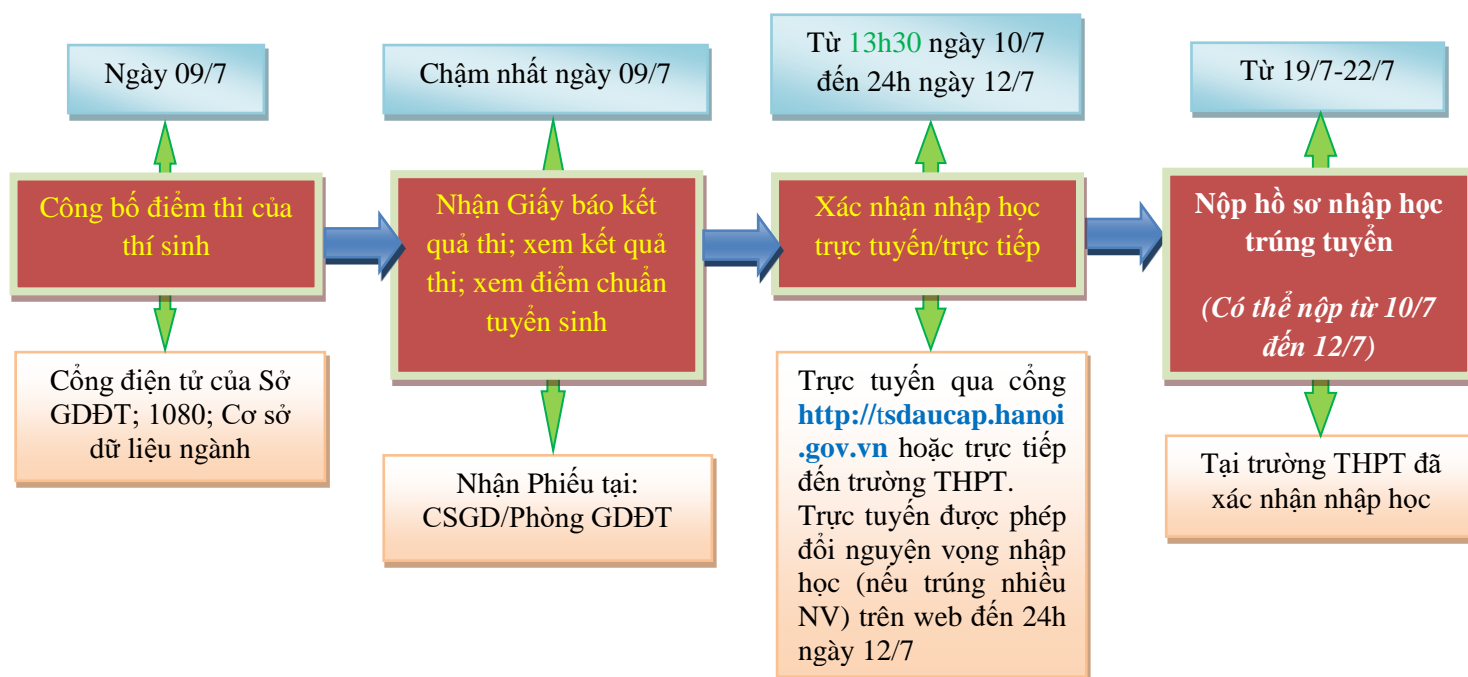 Ngày 09/7
Chậm nhất ngày 09/7
Từ 13h30 ngày 10/7
đến 24h ngày 12/7
Từ 19/7-22/7
Công bố điểm thi của
thí sinh
Nhận Giấy báo kết
quả thi; xem kết quả
thi; xem điểm chuẩn
tuyển sinh
Xác nhận nhập học
trực tuyến/trực tiếp
Nộp hồ sơ nhập học
trúng tuyển
(Có thể nộp từ 10/7
đến 12/7)
Cổng điện tử của Sở
GDĐT; 1080; Cơ sở
dữ liệu ngành
Nhận Phiếu tại:
CSGD/Phòng GDĐT
Trực tuyến qua cổng
http://tsdaucap.hanoi
.gov.vn hoặc trực tiếp
đến trường THPT.
Trực tuyến được phép
đổi nguyện vọng nhập
học (nếu trúng nhiều
NV) trên web đến 24h
ngày 12/7
Tại trường THPT đã
xác nhận nhập học